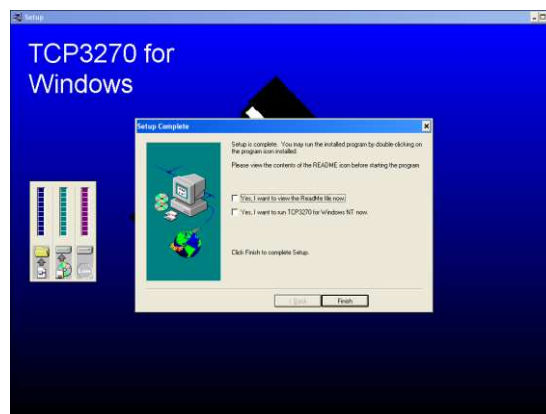 Setup
TCP3270 for
Windows
Setup Complete
Setup is complete. You may run the installed program by double clicking on
the program icon installed.
Please view the contents of the README icon before starting the program
Yes, I want to view the ReadMe file now.
Yes, I want to run TCP3270 for Windows NT now.
Click Finish to complete Setup.
< Back
Finish